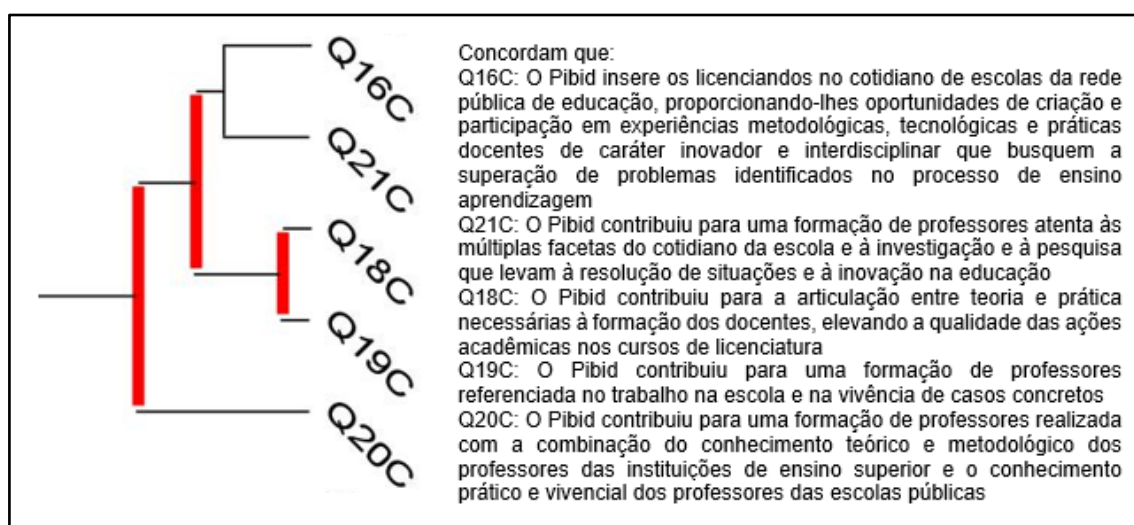 Q16C
Q21C
Q18C
Q19C
Q20C
Concordam que:
Q16C: O Pibid insere os licenciandos no cotidiano de escolas da rede
pública de educação, proporcionando-lhes oportunidades de criação e
participação em experiências metodológicas, tecnológicas e práticas
docentes de caráter inovador e interdisciplinar que busquem a
superação de problemas identificados no processo de ensino
aprendizagem
Q21C: O Pibid contribuiu para uma formação de professores atenta às
múltiplas facetas do cotidiano da escola e à investigação e à pesquisa
que levam à resolução de situações e à inovação na educação
Q18C: O Pibid contribuiu para a articulação entre teoria e prática
necessárias à formação dos docentes, elevando a qualidade das ações
acadêmicas nos cursos de licenciatura
Q19C: O Pibid contribuiu para uma formação de professores
referenciada no trabalho na escola e na vivência de casos concretos
Q20C: O Pibid contribuiu para uma formação de professores realizada
com a combinação do conhecimento teórico e metodológico dos
professores das instituições de ensino superior e o conhecimento
prático e vivencial dos professores das escolas públicas